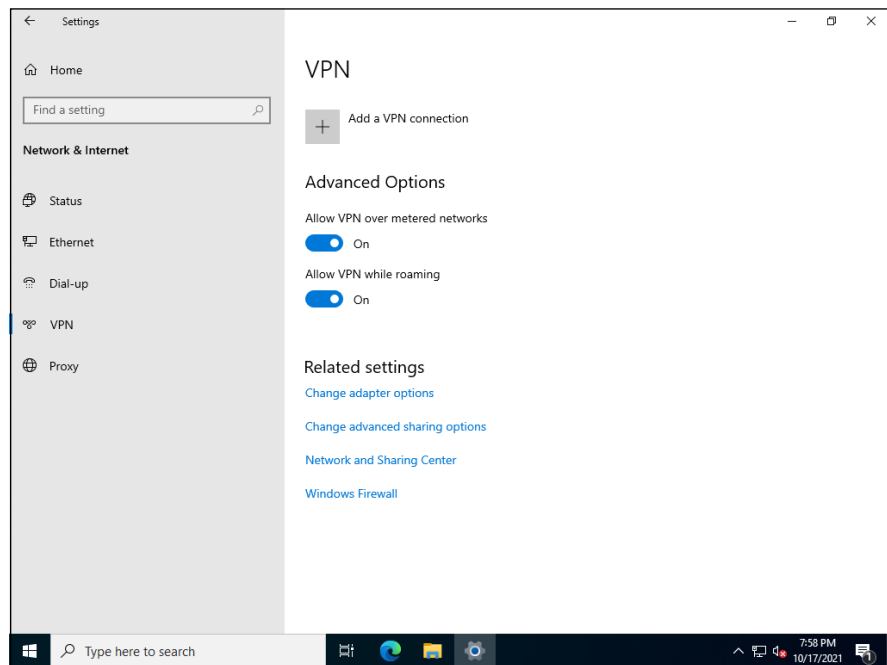 Settings
Home
Find a setting
Network & Internet
Status
Ethernet
Dial-up
VPN
Proxy
VPN
Add a VPN connection
Advanced Options
Allow VPN over metered networks
On
Allow VPN while roaming
On
Related settings
Change adapter options
Change advanced sharing options
Network and Sharing Center
Windows Firewall
Type here to search
7:58 PM
10/17/2021
1